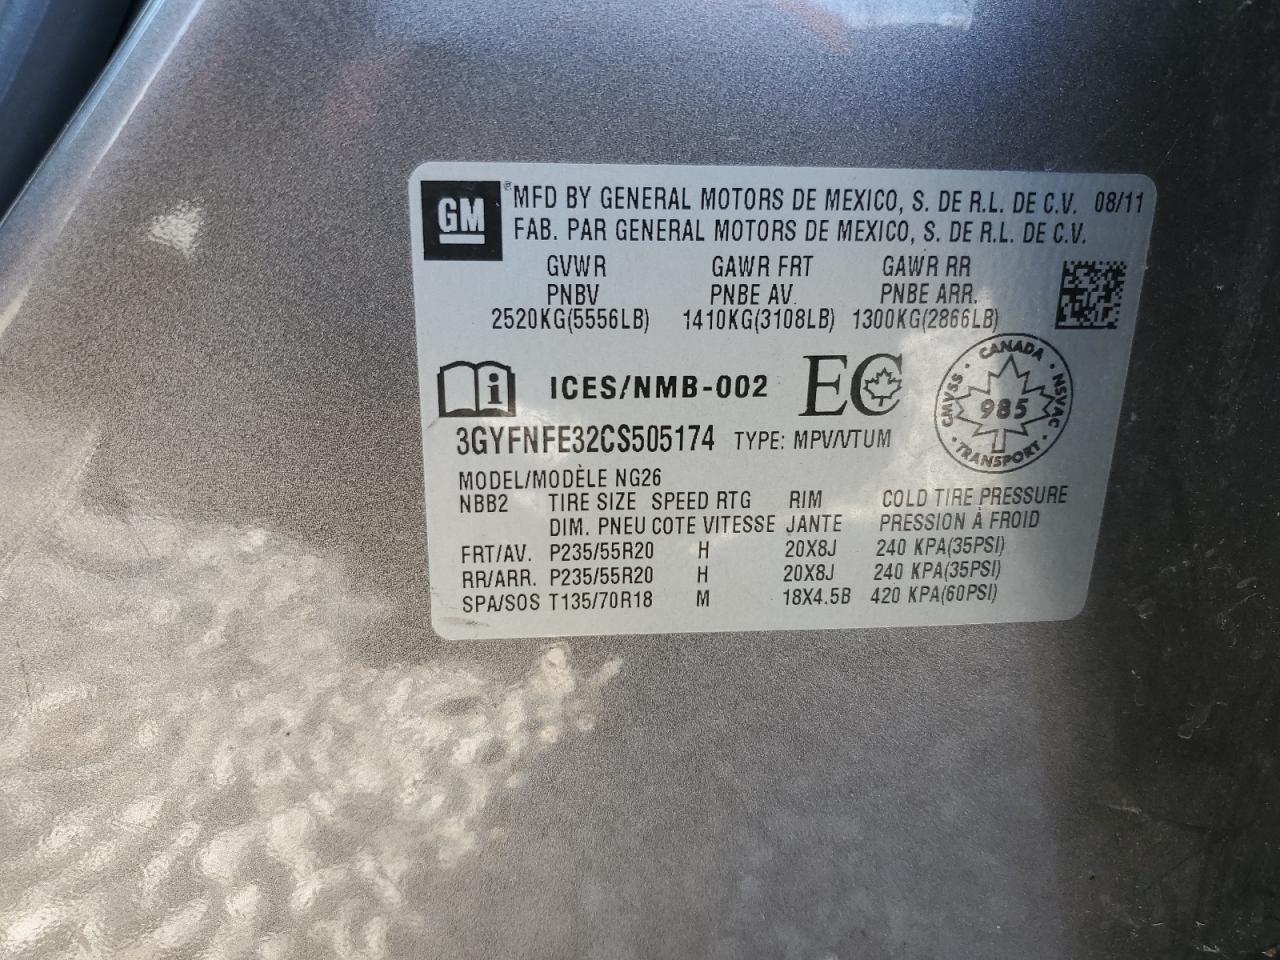 GM ® MFD BY GENERAL MOTORS DE MEXICO, S. DE R.L. DE C.V. 08/11
FAB. PAR GENERAL MOTORS DE MEXICO, S. DE R.L. DE C.V.
GVWR GAWR FRT GAWR RR
PNBV PNBE AV. PNBE ARR.
2520KG(5556LB) 1410KG(3108LB) 1300KG(2866LB)
i ICES/NMB-002 EC
CANADA
CMVSS NSVAC
985
TRANSPORT
3GYFNFE32CS505174 TYPE: MPV/VTUM
MODEL/MODÈLE NG26
NBB2 TIRE SIZE SPEED RTG RIM COLD TIRE PRESSURE
DIM. PNEU COTE VITESSE JANTE PRESSION À FROID
FRT/AV. P235/55R20 H 20X8J 240 KPA(35PSI)
RR/ARR. P235/55R20 H 20X8J 240 KPA(35PSI)
SPA/SOS T135/70R18 M 18X4.5B 420 KPA(60PSI)